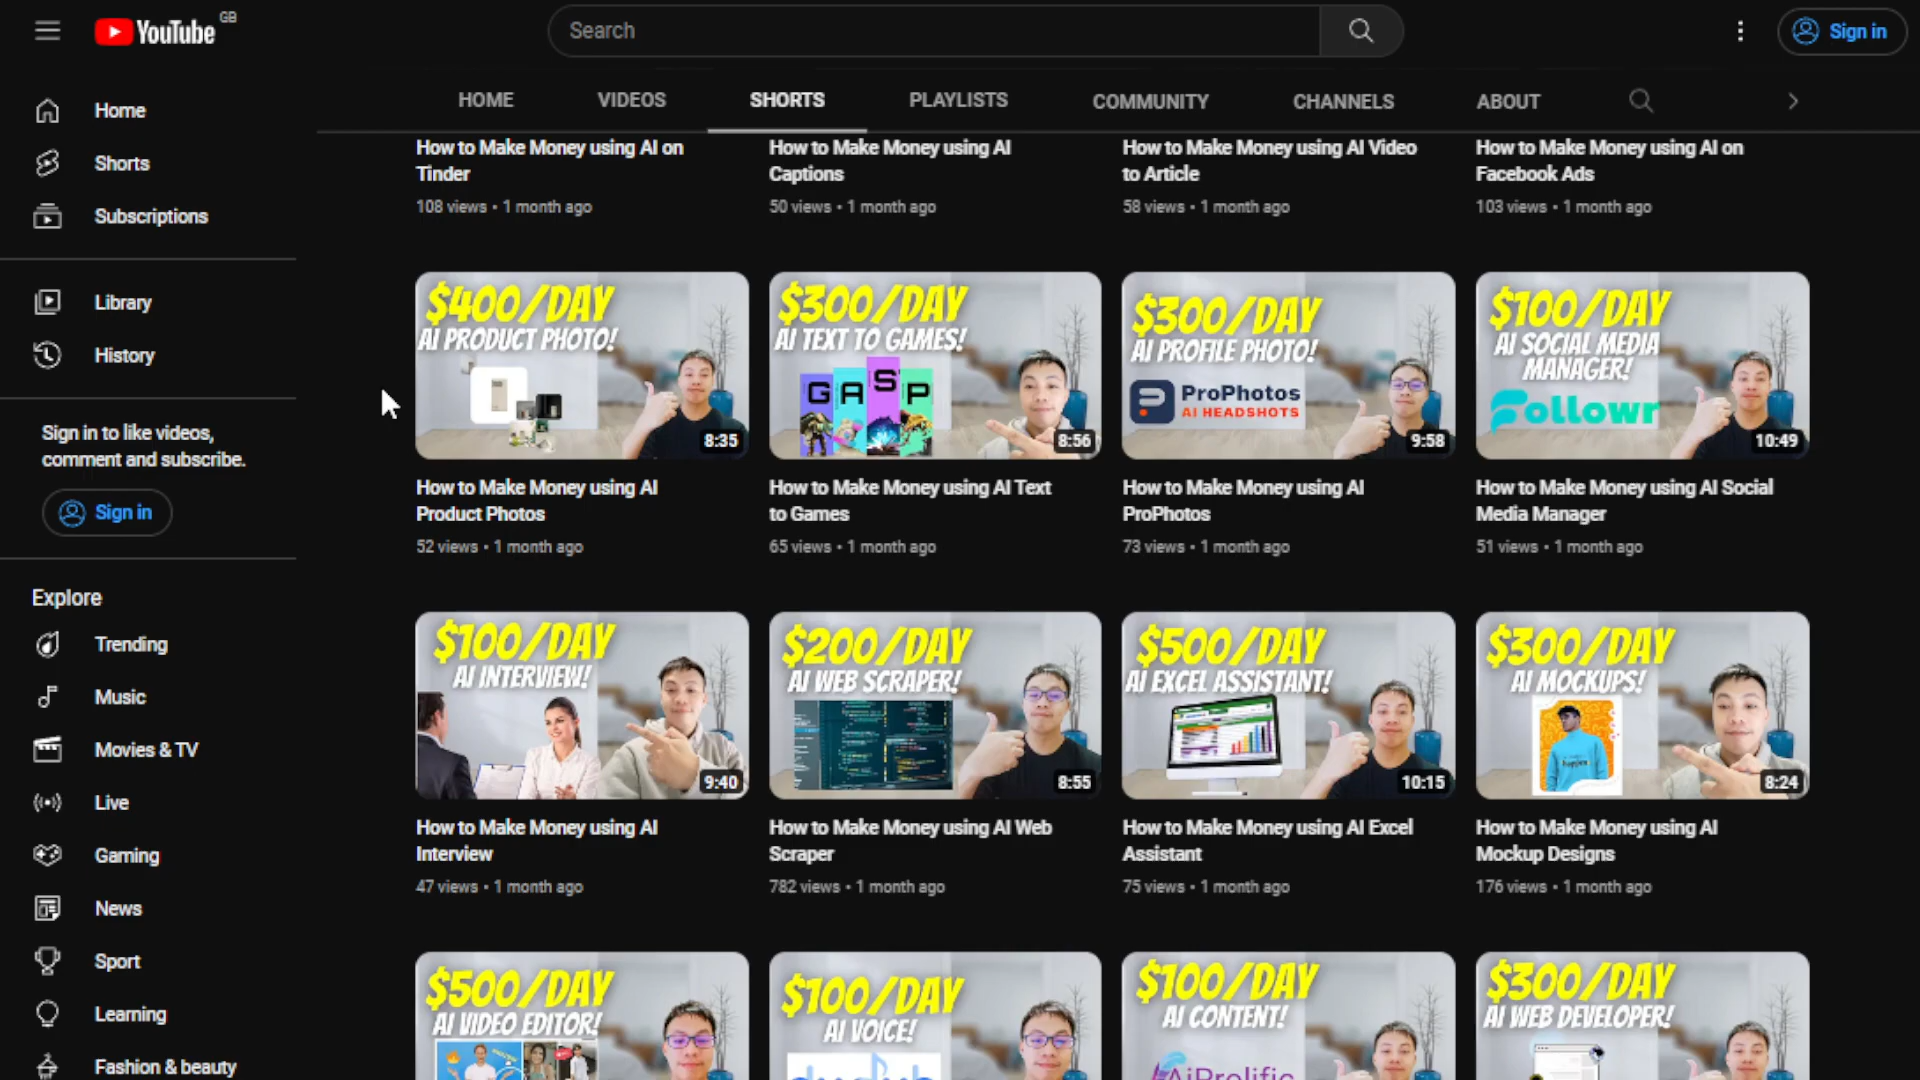 YouTube GB
Search
Sign in
Home
Shorts
Subscriptions
Library
History
Sign in to like videos,
comment and subscribe.
Sign in
Explore
Trending
Music
Movies & TV
Live
Gaming
News
Sport
Learning
Fashion & beauty
HOME VIDEOS SHORTS PLAYLISTS COMMUNITY CHANNELS ABOUT
How to Make Money using AI on
Tinder
108 views • 1 month ago
How to Make Money using AI
Captions
50 views • 1 month ago
How to Make Money using AI Video
to Article
58 views • 1 month ago
How to Make Money using AI on
Facebook Ads
103 views • 1 month ago
$400/DAY
AI PRODUCT PHOTO!
8:35
How to Make Money using AI
Product Photos
52 views • 1 month ago
$300/DAY
AI TEXT TO GAMES!
GASP
8:56
How to Make Money using AI Text
to Games
65 views • 1 month ago
$300/DAY
AI PROFILE PHOTO!
ProPhotos
AI HEADSHOTS
9:58
How to Make Money using AI
ProPhotos
73 views • 1 month ago
$100/DAY
AI SOCIAL MEDIA
MANAGER!
Followr
10:49
How to Make Money using AI Social
Media Manager
51 views • 1 month ago
$100/DAY
AI INTERVIEW!
9:40
How to Make Money using AI
Interview
47 views • 1 month ago
$200/DAY
AI WEB SCRAPER!
8:55
How to Make Money using AI Web
Scraper
782 views • 1 month ago
$500/DAY
AI EXCEL ASSISTANT!
10:15
How to Make Money using AI Excel
Assistant
75 views • 1 month ago
$300/DAY
AI MOCKUPS!
8:24
How to Make Money using AI
Mockup Designs
176 views • 1 month ago
$500/DAY
AI VIDEO EDITOR!
$100/DAY
AI VOICE!
$100/DAY
AI CONTENT!
AiProlific
$300/DAY
AI WEB DEVELOPER!